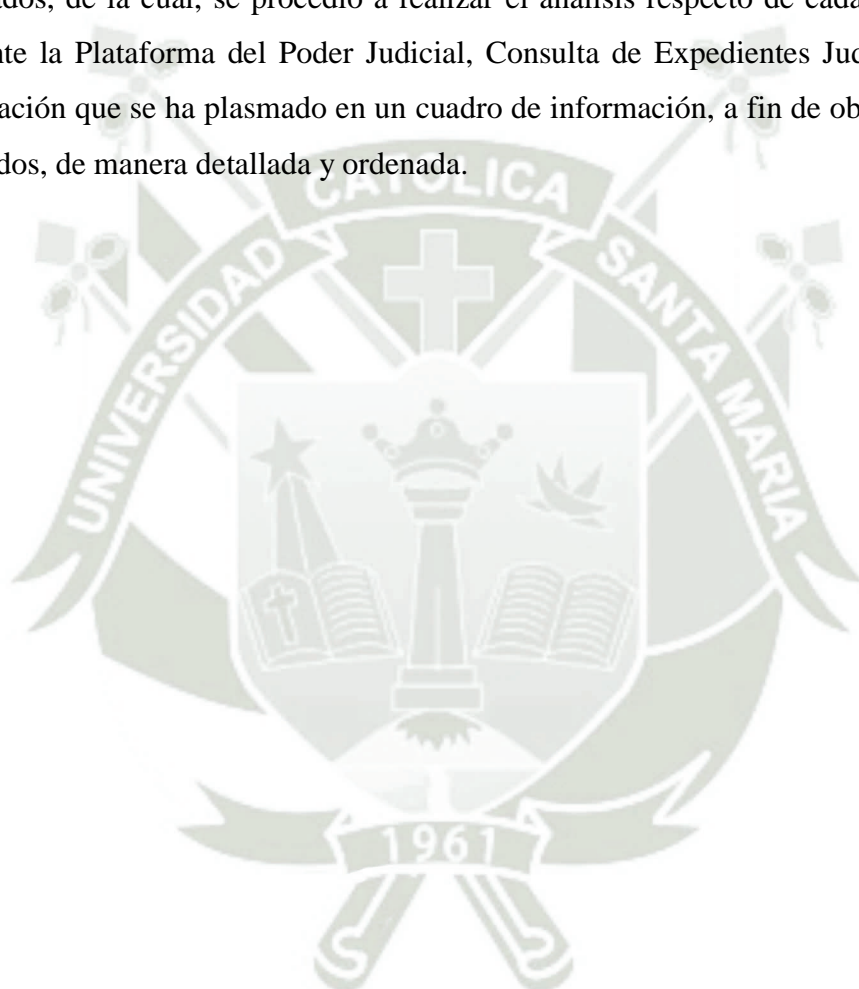 ados, de la cual, se procedió a realizar el análisis respecto de cada
nte la Plataforma del Poder Judicial, Consulta de Expedientes Jud
ación que se ha plasmado en un cuadro de información, a fin de ob
dos, de manera detallada y ordenada.
UNIVERSIDAD CATOLICA SANTA MARIA
1961